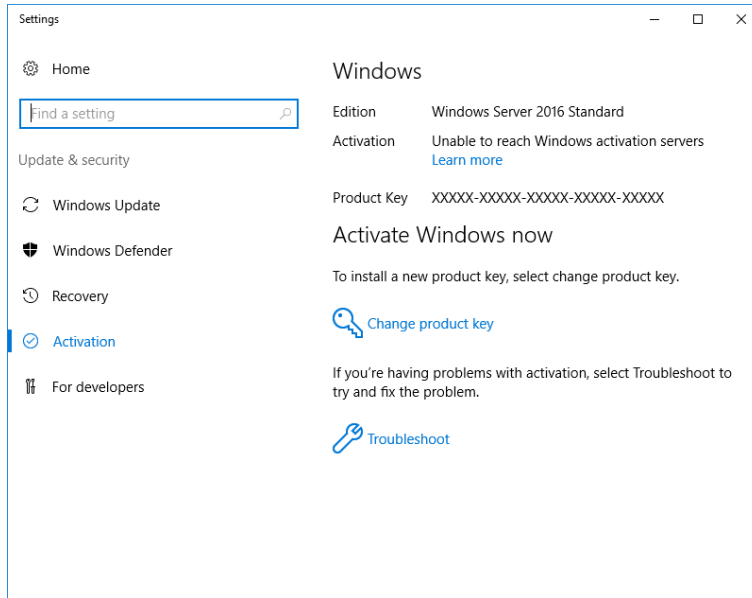 Settings
Home
Find a setting
Update & security
Windows Update
Windows Defender
Recovery
Activation
For developers
Windows
Edition Windows Server 2016 Standard
Activation Unable to reach Windows activation servers
Learn more
Product Key XXXXX-XXXXX-XXXXX-XXXXX-XXXXX
Activate Windows now
To install a new product key, select change product key.
Change product key
If you're having problems with activation, select Troubleshoot to
try and fix the problem.
Troubleshoot